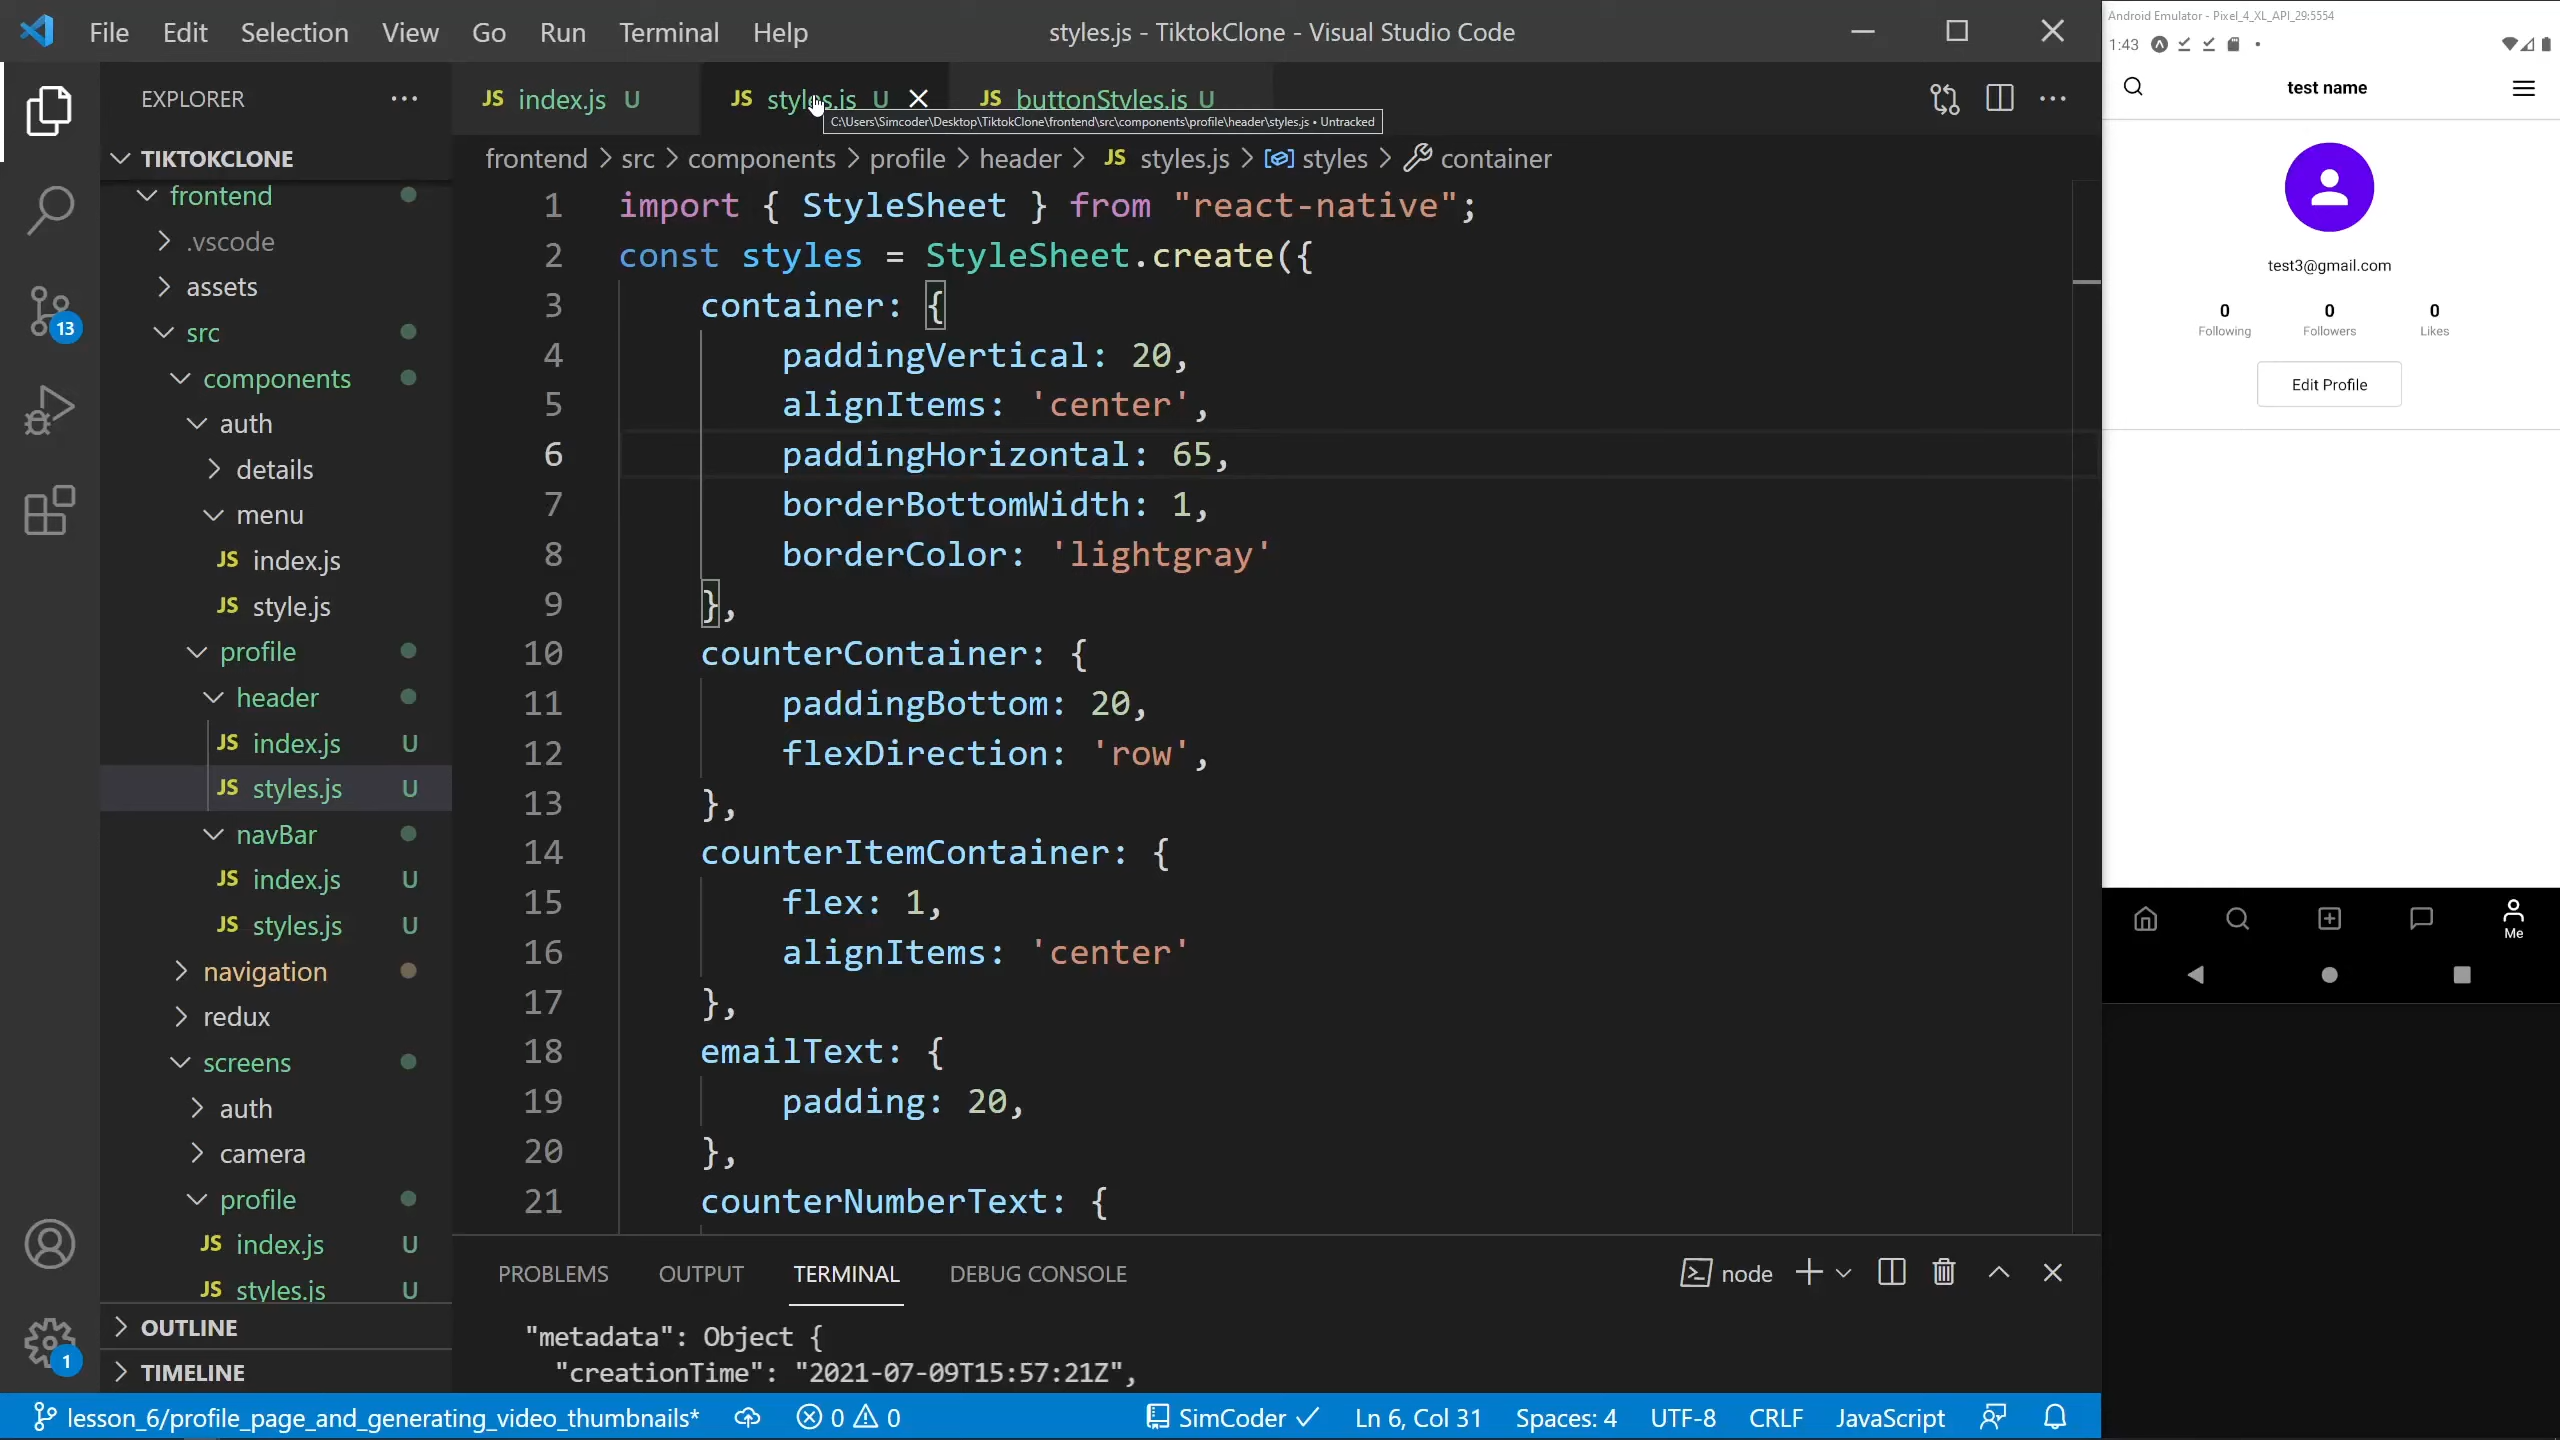 File Edit Selection View Go Run Terminal Help
styles.js - TiktokClone - Visual Studio Code
EXPLORER
TIKTOKCLONE
frontend
.vscode
assets
src
components
auth
details
menu
JS index.js
JS style.js
profile
header
JS index.js U
JS styles.js U
navBar
JS index.js U
JS styles.js U
navigation
redux
screens
auth
camera
profile
JS index.js U
JS styles.js U
OUTLINE
TIMELINE
13
1
JS index.js U
JS styles.js U
JS buttonStyles.js U
C:\Users\Simcoder\Desktop\TiktokClone\frontend\src\components\profile\header\styles.js • Untracked
frontend > src > components > profile > header > JS styles.js > styles > container
1 import { StyleSheet } from "react-native";
2 const styles = StyleSheet.create({
3 container: {
4 paddingVertical: 20,
5 alignItems: 'center',
6 paddingHorizontal: 65,
7 borderBottomWidth: 1,
8 borderColor: 'lightgray'
9 },
10 counterContainer: {
11 paddingBottom: 20,
12 flexDirection: 'row',
13 },
14 counterItemContainer: {
15 flex: 1,
16 alignItems: 'center'
17 },
18 emailText: {
19 padding: 20,
20 },
21 counterNumberText: {
PROBLEMS OUTPUT TERMINAL DEBUG CONSOLE
node
"metadata": Object {
"creationTime": "2021-07-09T15:57:21Z",
lesson_6/profile_page_and_generating_video_thumbnails* 0 0
SimCoder Ln 6, Col 31 Spaces: 4 UTF-8 CRLF JavaScript
Android Emulator - Pixel_4_XL_API_29:5554
1:43
test name
test3@gmail.com
0 0 0
Following Followers Likes
Edit Profile
Me